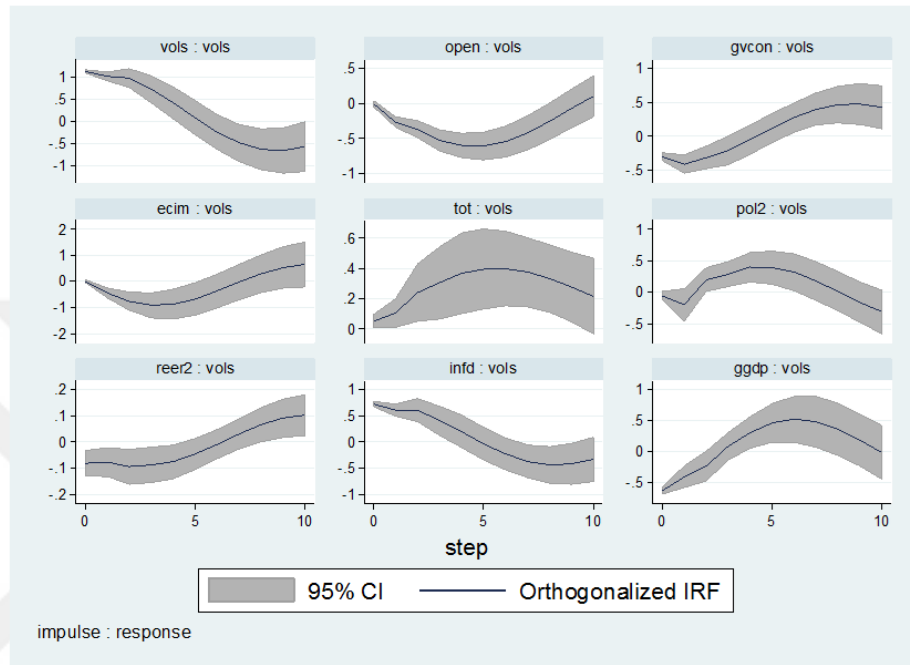 vols : vols
open : vols
gvcon : vols
1
.5
0
-.5
-1
.5
0
-.5
-1
1
.5
0
-.5
ecim : vols
tot : vols
pol2 : vols
2
1
0
-1
-2
.6
.4
.2
0
1
.5
0
-.5
reer2 : vols
infd : vols
ggdp : vols
.2
.1
0
-.1
-.2
1
.5
0
-.5
-1
1
.5
0
-.5
0 5 10
0 5 10
0 5 10
step
95% CI
Orthogonalized IRF
impulse : response